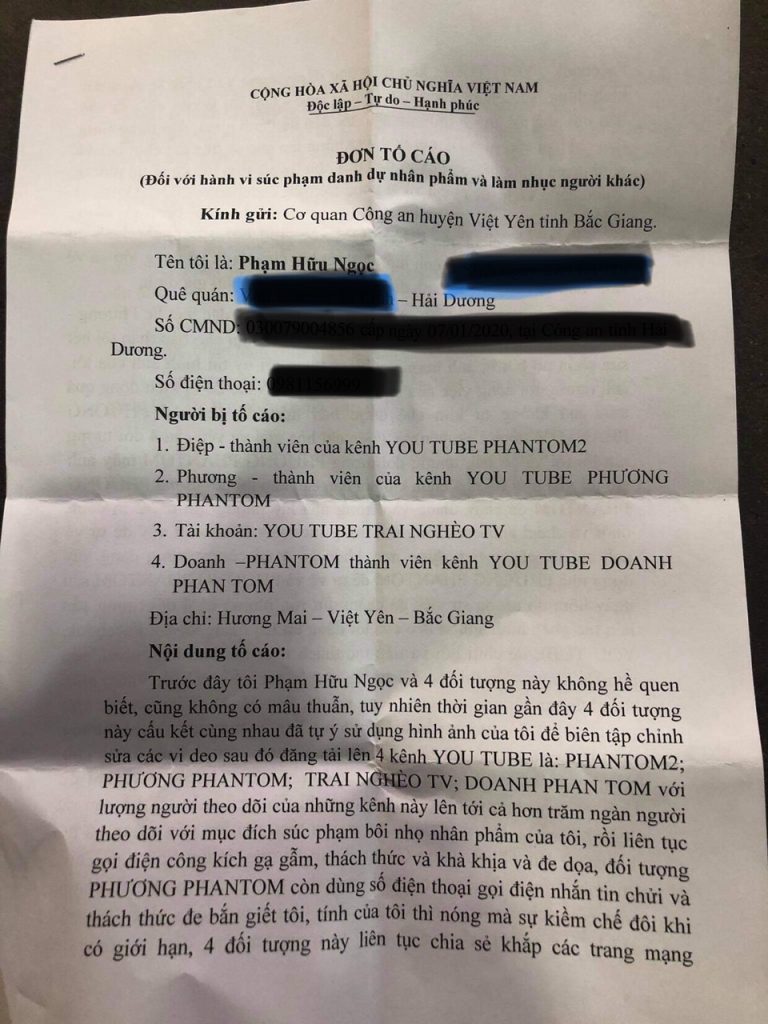 CỘNG HÒA XÃ HỘI CHỦ NGHĨA VIỆT NAM
Độc lập – Tự do – Hạnh phúc
ĐƠN TỐ CÁO
(Đối với hành vi súc phạm danh dự nhân phẩm và làm nhục người khác)
Kính gửi: Cơ quan Công an huyện Việt Yên tỉnh Bắc Giang.
Tên tôi là: Phạm Hữu Ngọc
Quê quán: – Hải Dương
Số CMND:
Dương.
Số điện thoại:
Người bị tố cáo:
1. Điệp - thành viên của kênh YOU TUBE PHANTOM2
2. Phương - thành viên của kênh YOU TUBE PHƯƠNG
PHANTOM
3. Tài khoản: YOU TUBE TRAI NGHÈO TV
4. Doanh –PHANTOM thành viên kênh YOU TUBE DOANH
PHAN TOM
Địa chỉ: Hương Mai – Việt Yên – Bắc Giang
Nội dung tố cáo:
Trước đây tôi Phạm Hữu Ngọc và 4 đối tượng này không hề quen
biết, cũng không có mâu thuẫn, tuy nhiên thời gian gần đây 4 đối tượng
này cấu kết cùng nhau đã tự ý sử dụng hình ảnh của tôi để biên tập chinh
sửa các vi deo sau đó đăng tải lên 4 kênh YOU TUBE là: PHANTOM2;
PHƯƠNG PHANTOM; TRAI NGHÈO TV; DOANH PHAN TOM với
lượng người theo dõi của những kênh này lên tới cả hơn trăm ngàn người
theo dõi với mục đích súc phạm bôi nhọ nhân phẩm của tôi, rồi liên tục
gọi điện công kích gạ gẫm, thách thức và khà khịa và đe dọa, đối tượng
PHƯƠNG PHANTOM còn dùng số điện thoại gọi điện nhắn tin chửi và
thách thức đe bắn giết tôi, tính của tôi thì nóng mà sự kiềm chế đôi khi
có giới hạn, 4 đối tượng này liên tục chia sẻ khắp các trang mạng